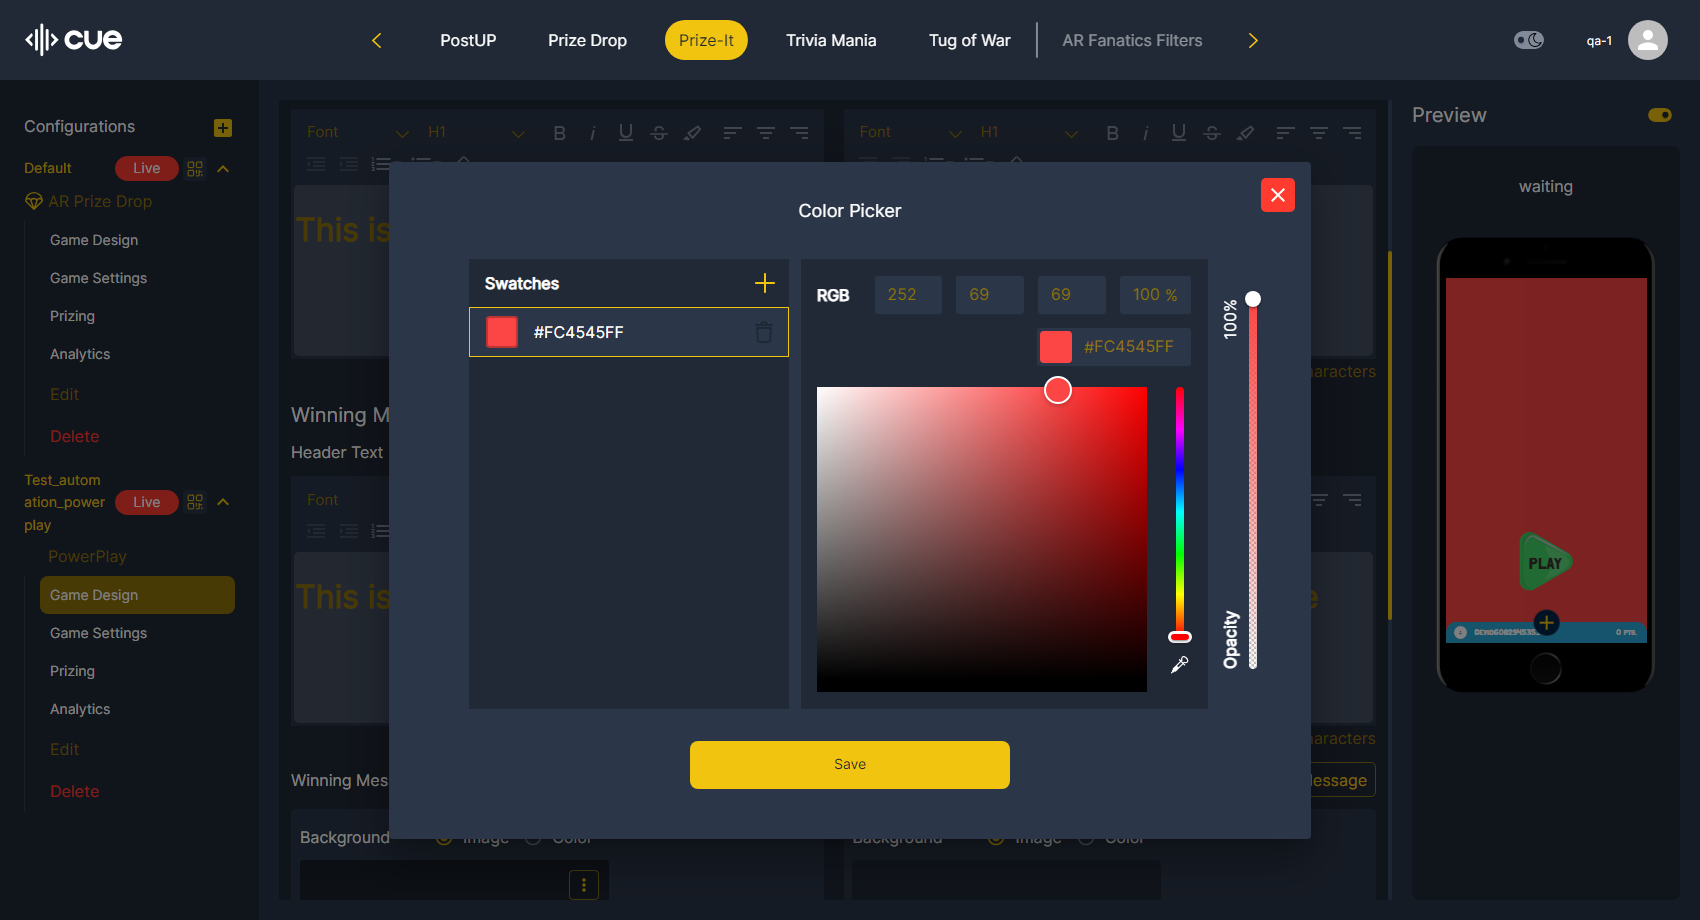 cue
PostUP
Prize Drop
Prize-It
Trivia Mania
Tug of War
AR Fanatics Filters
qa-1
Configurations
Default
Live
AR Prize Drop
Game Design
Game Settings
Prizing
Analytics
Edit
Delete
Test_autom
ation_power
play
Live
PowerPlay
Game Design
Game Settings
Prizing
Analytics
Edit
Delete
Font H1 B i U S
Font H1 B i U S
This is
aracters
Winning M
Header Text
Font
This is
e
aracters
Winning Mes
essage
Background Image Color
Background Image Color
Color Picker
Swatches
#FC4545FF
RGB 252 69 69 100 %
#FC4545FF
100%
Opacity
Save
Preview
waiting
PLAY
0 PTS.